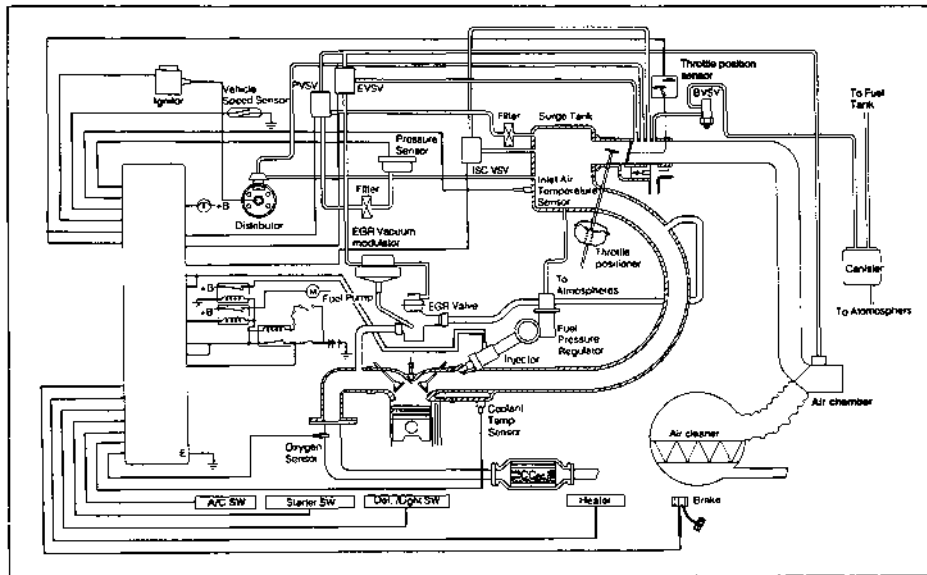 Ignitor
Vehicle
Speed Sensor
PVSV
EVSV
Throttle position
sensor
BVSV
To Fuel
Tank
Filter
Surge Tank
Pressure
Sensor
ISC VSV
Inlet Air
Temperature
Sensor
Filter
+B
Distributor
EGR Vacuum
modulator
Throttle
positioner
Canister
To
Atmospheres
To Atomosphers
+B
M
Fuel Pump
EGR Valve
+B
Fuel
Pressure
Regulator
Injector
Coolant
Temp
Sensor
Air chamber
Air cleaner
Oxygen
Sensor
E
A/C SW
Starter SW
Def./Light SW
Heater
Brake